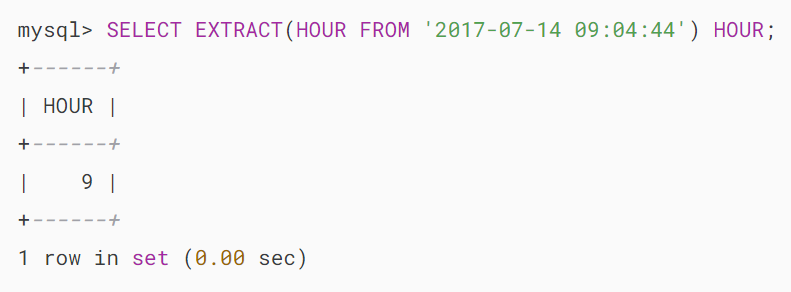 mysql> SELECT EXTRACT(HOUR FROM '2017-07-14 09:04:44') HOUR;
+------+
| HOUR |
+------+
|    9 |
+------+
1 row in set (0.00 sec)